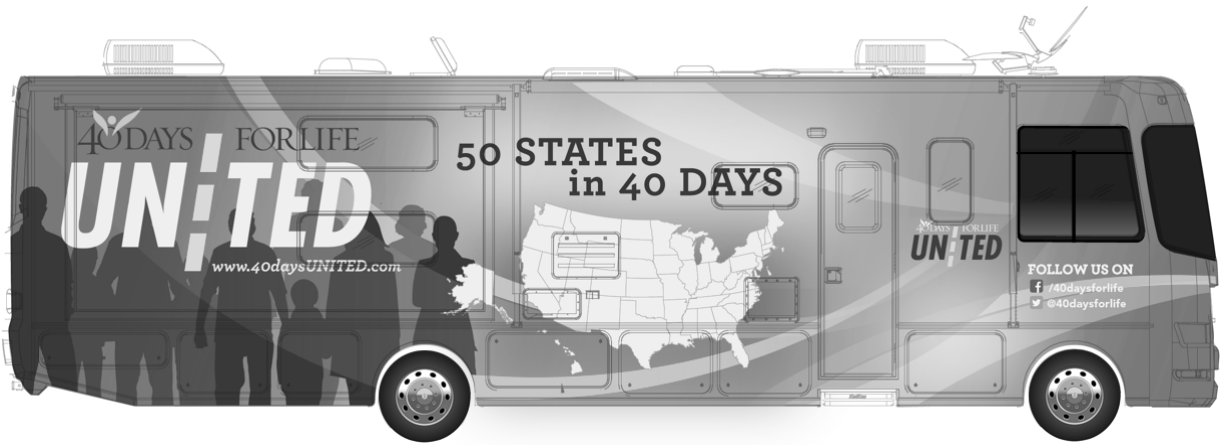 40 DAYS FOR LIFE
UNITED
www.40daysUNITED.com
50 STATES
in 40 DAYS
40 DAYS FOR LIFE
UNITED
FOLLOW US ON
/40daysforlife
@40daysforlife